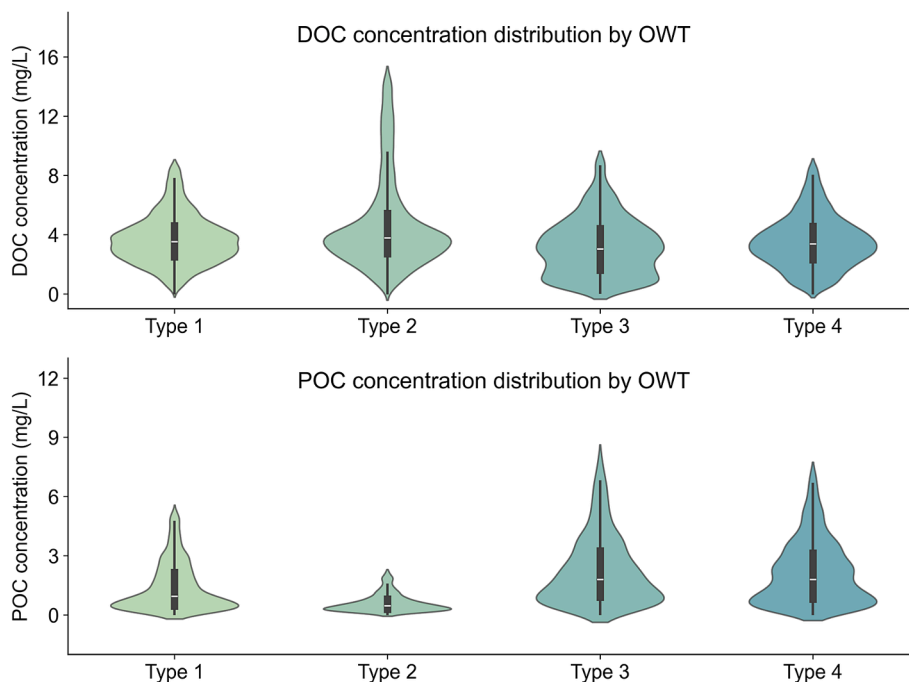 DOC concentration distribution by OWT
DOC concentration (mg/L)
16
12
8
4
0
Type 1 Type 2 Type 3 Type 4
POC concentration distribution by OWT
POC concentration (mg/L)
12
9
6
3
0
Type 1 Type 2 Type 3 Type 4